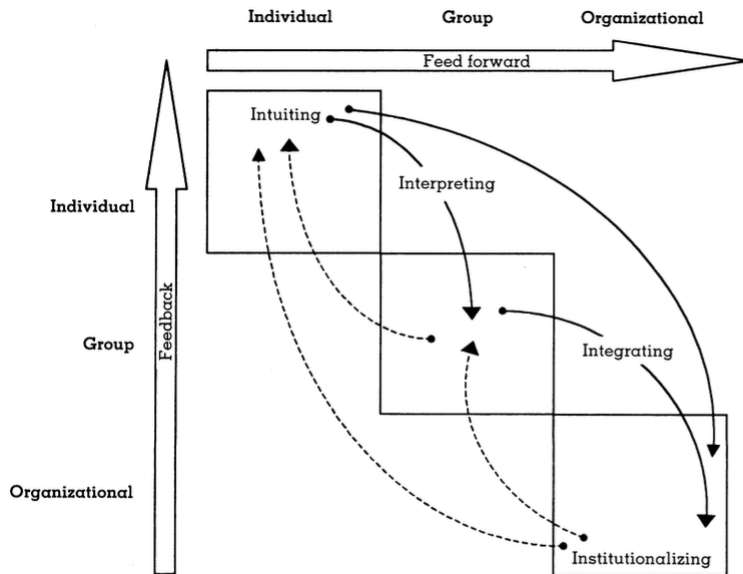 Individual
Group
Organizational
Feed forward
Intuiting
Interpreting
Individual
Group
Feedback
Integrating
Organizational
Institutionalizing